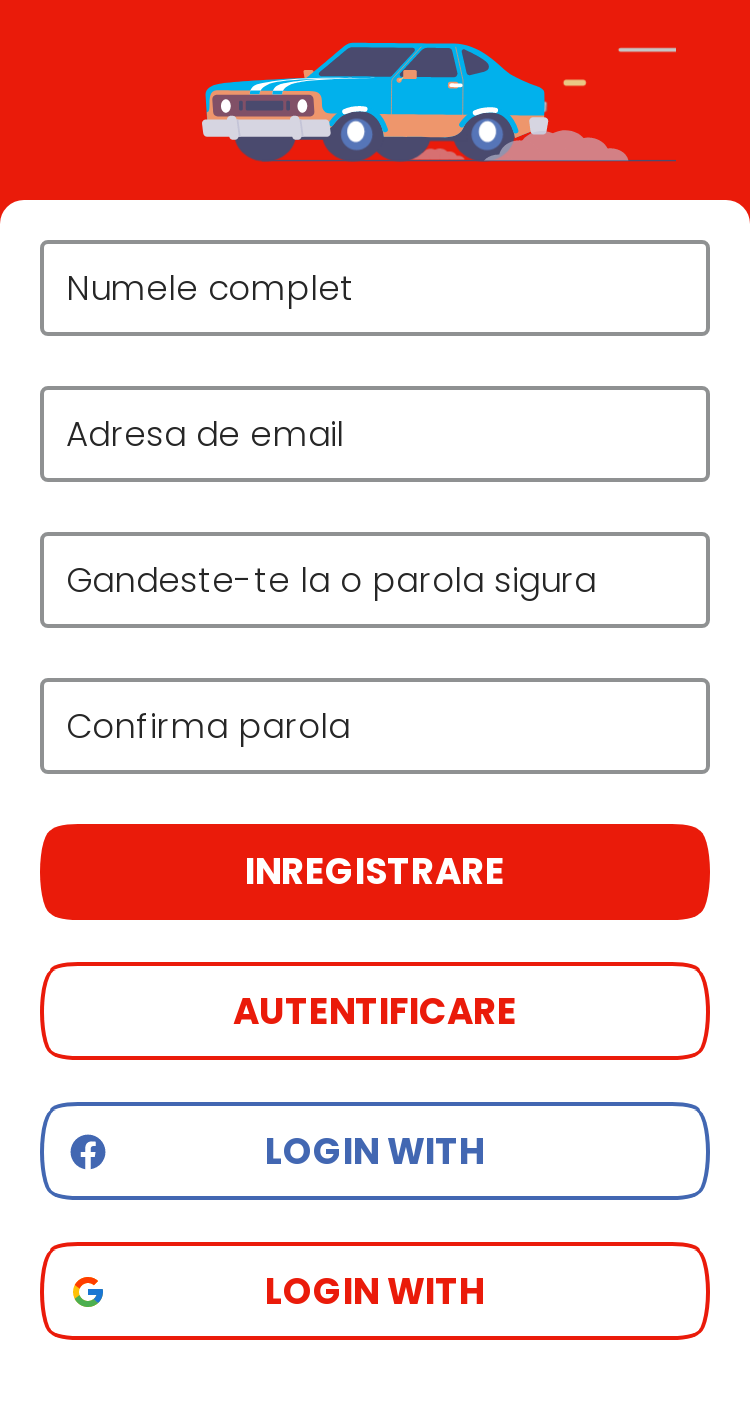 Numele complet
Adresa de email
Gandeste-te la o parola sigura
Confirma parola
INREGISTRARE
AUTENTIFICARE
LOGIN WITH
LOGIN WITH